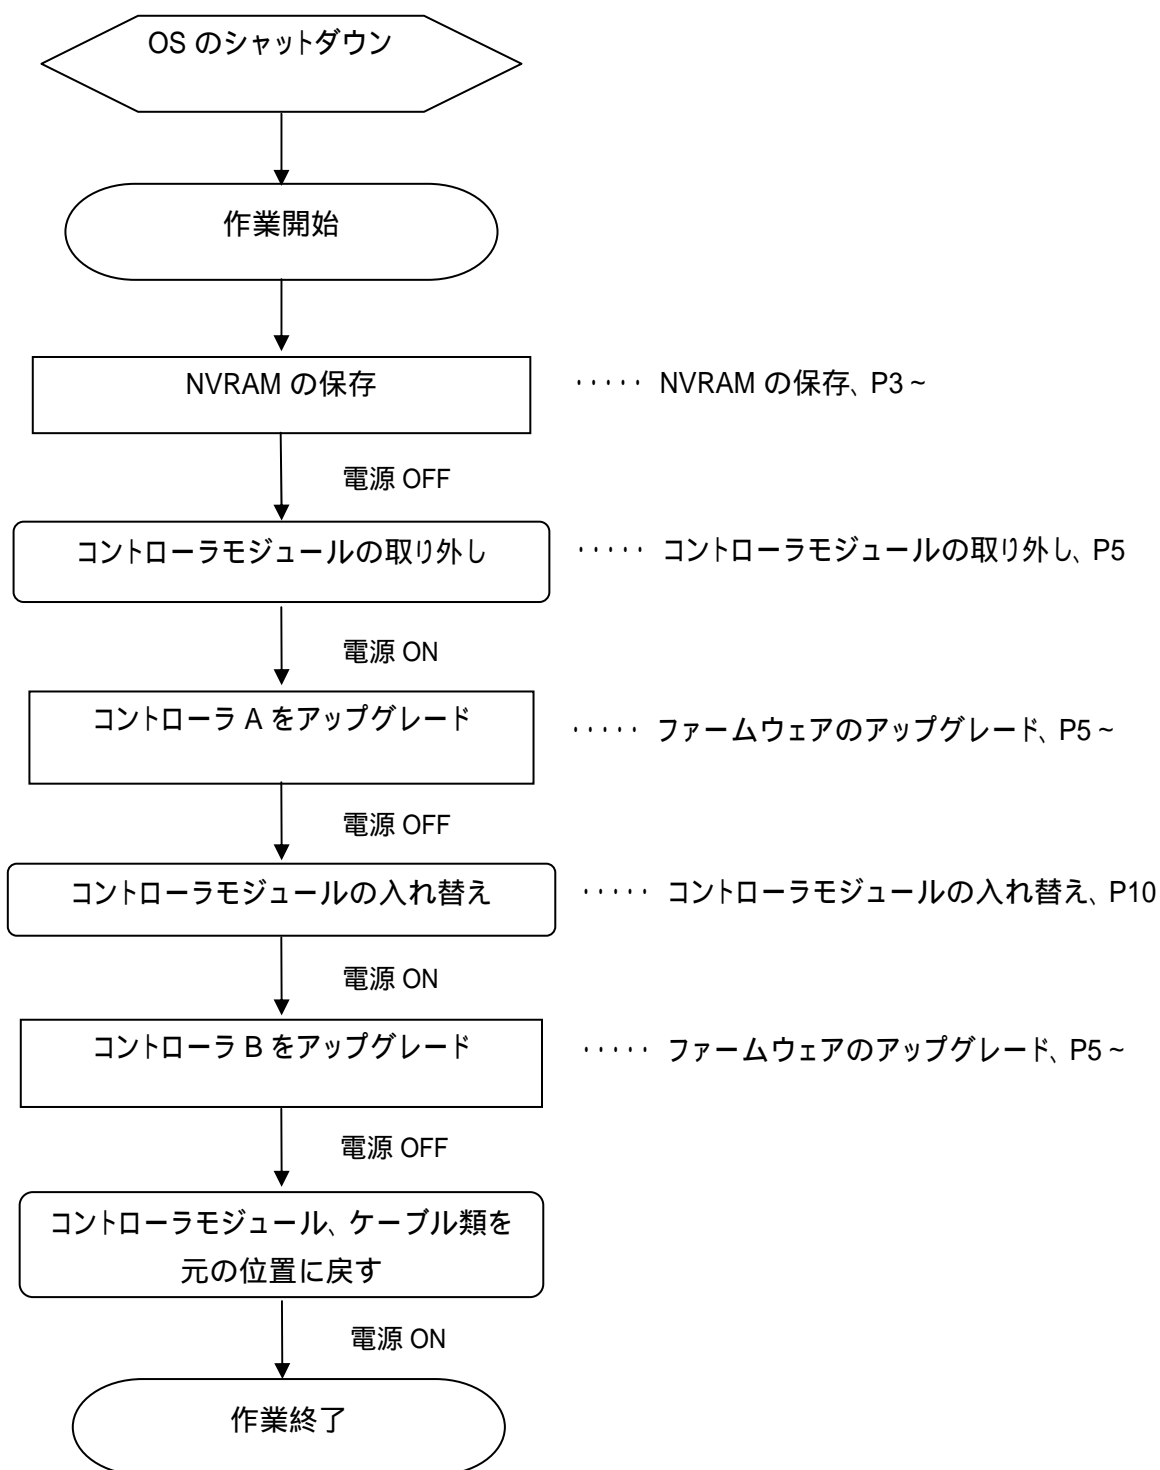 OS のシャットダウン
作業開始
NVRAM の保存 ····· NVRAM の保存、P3 ~
電源 OFF
コントローラモジュールの取り外し ····· コントローラモジュールの取り外し、P5
電源 ON
コントローラ A をアップグレード ····· ファームウェアのアップグレード、P5 ~
電源 OFF
コントローラモジュールの入れ替え ····· コントローラモジュールの入れ替え、P10
電源 ON
コントローラ B をアップグレード ····· ファームウェアのアップグレード、P5 ~
電源 OFF
コントローラモジュール、ケーブル類を
元の位置に戻す
電源 ON
作業終了